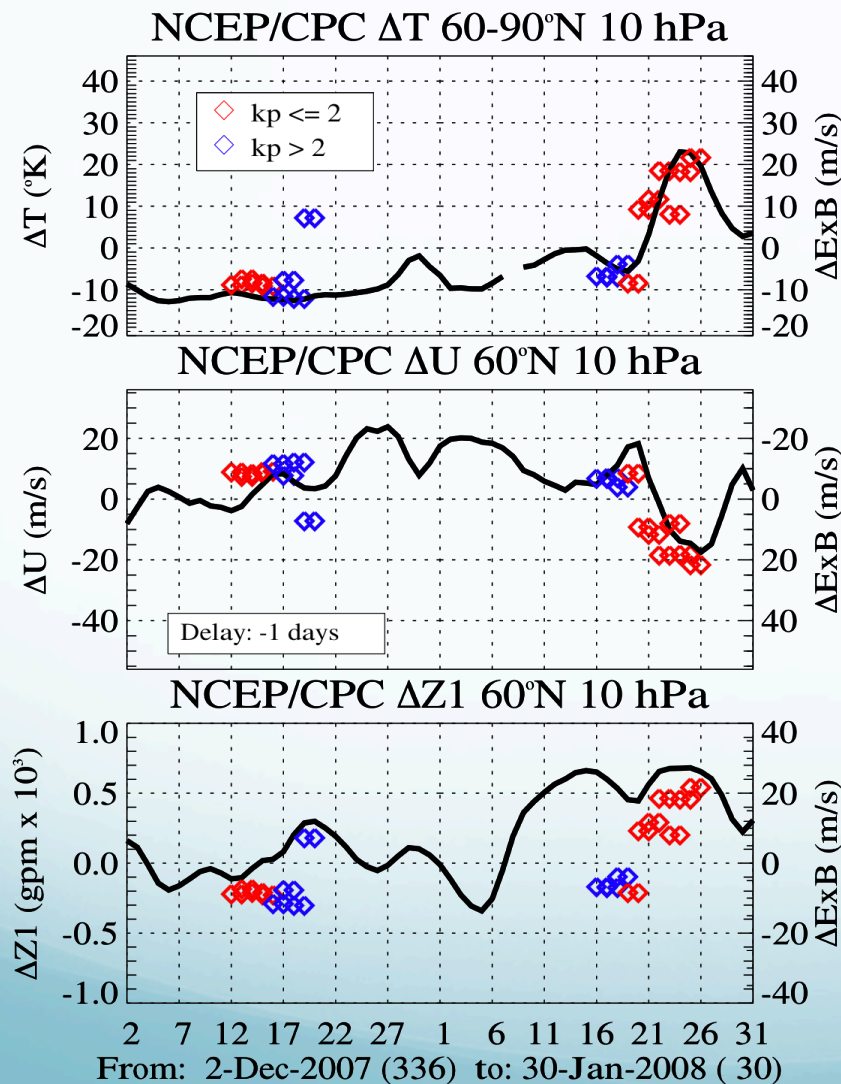 NCEP/CPC ΔT 60-90°N 10 hPa
40 40
30 30
20 20
10 10
0 0
-10 -10
-20 -20
ΔT (°K)
ΔExB (m/s)
kp <= 2
kp > 2
NCEP/CPC ΔU 60°N 10 hPa
20 -20
0 0
-20 20
-40 40
ΔU (m/s)
ΔExB (m/s)
Delay: -1 days
NCEP/CPC ΔZ1 60°N 10 hPa
1.0 40
0.5 20
0.0 0
-0.5 -20
-1.0 -40
ΔZ1 (gpm x 10³)
ΔExB (m/s)
2 7 12 17 22 27 1 6 11 16 21 26 31
From: 2-Dec-2007 (336) to: 30-Jan-2008 ( 30)